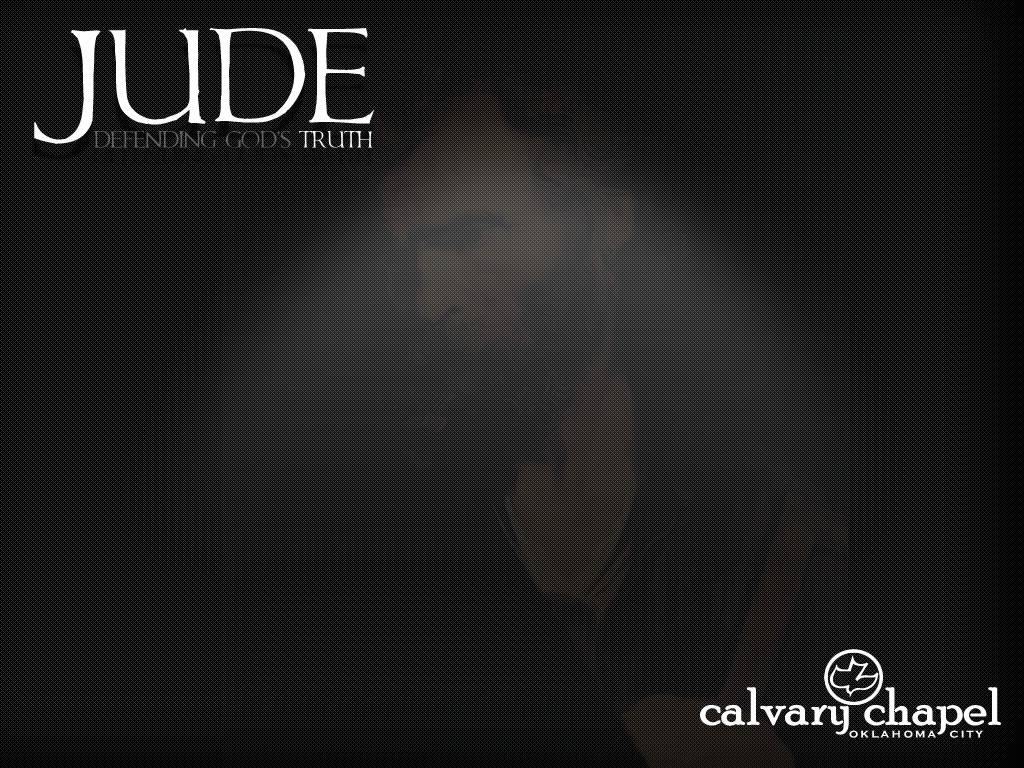 JUDE
DEFENDING GOD'S TRUTH
calvary chapel
OKLAHOMA CITY